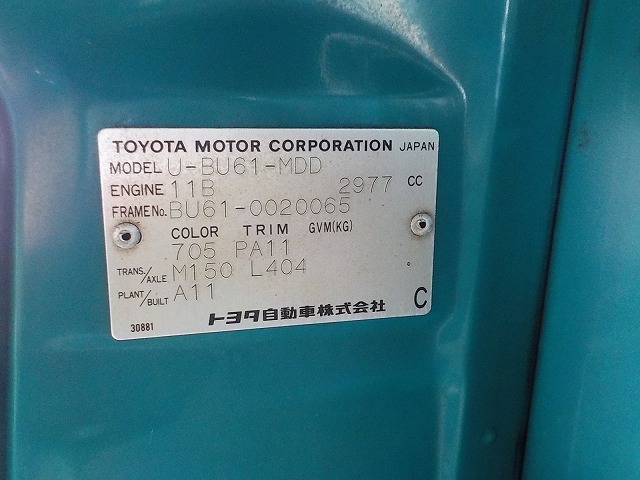 TOYOTA MOTOR CORPORATION JAPAN
MODEL U-BU61-MDD
ENGINE 11B 2977 CC
FRAME No. BU61-0020065
COLOR TRIM GVM(KG)
705 PA11
TRANS./AXLE M150 L404
PLANT/BUILT A11
C
トヨタ自動車株式会社
30881